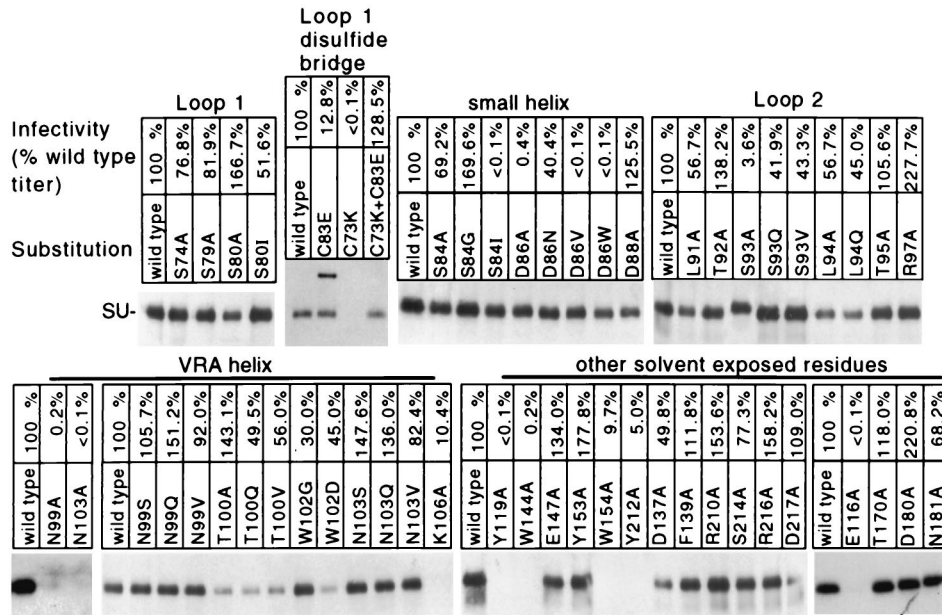 Loop 1
disulfide
bridge
Loop 1
small helix
Loop 2
Infectivity
(% wild type
titer)
100 %
76.8%
81.9%
166.7%
51.6%
100 %
12.8%
<0.1%
128.5%
100 %
69.2%
169.6%
<0.1%
0.4%
40.4%
<0.1%
<0.1%
125.5%
100 %
56.7%
138.2%
3.6%
41.9%
43.3%
56.7%
45.0%
105.6%
227.7%
Substitution
wild type
S74A
S79A
S80A
S80I
wild type
C83E
C73K
C73K+C83E
wild type
S84A
S84G
S84I
D86A
D86N
D86V
D86W
D88A
wild type
L91A
T92A
S93A
S93Q
S93V
L94A
L94Q
T95A
R97A
SU-
VRA helix
other solvent exposed residues
100 %
0.2%
<0.1%
100 %
105.7%
151.2%
92.0%
143.1%
49.5%
56.0%
30.0%
45.0%
147.6%
136.0%
82.4%
10.4%
100 %
<0.1%
0.2%
134.0%
177.8%
9.7%
5.0%
49.8%
111.8%
153.6%
77.3%
158.2%
109.0%
100 %
<0.1%
118.0%
220.8%
68.2%
wild type
N99A
N103A
wild type
N99S
N99Q
N99V
T100A
T100Q
T100V
W102G
W102D
N103S
N103Q
N103V
K106A
wild type
Y119A
W144A
E147A
Y153A
W154A
Y212A
D137A
F139A
R210A
S214A
R216A
D217A
wild type
E116A
T170A
D180A
N181A